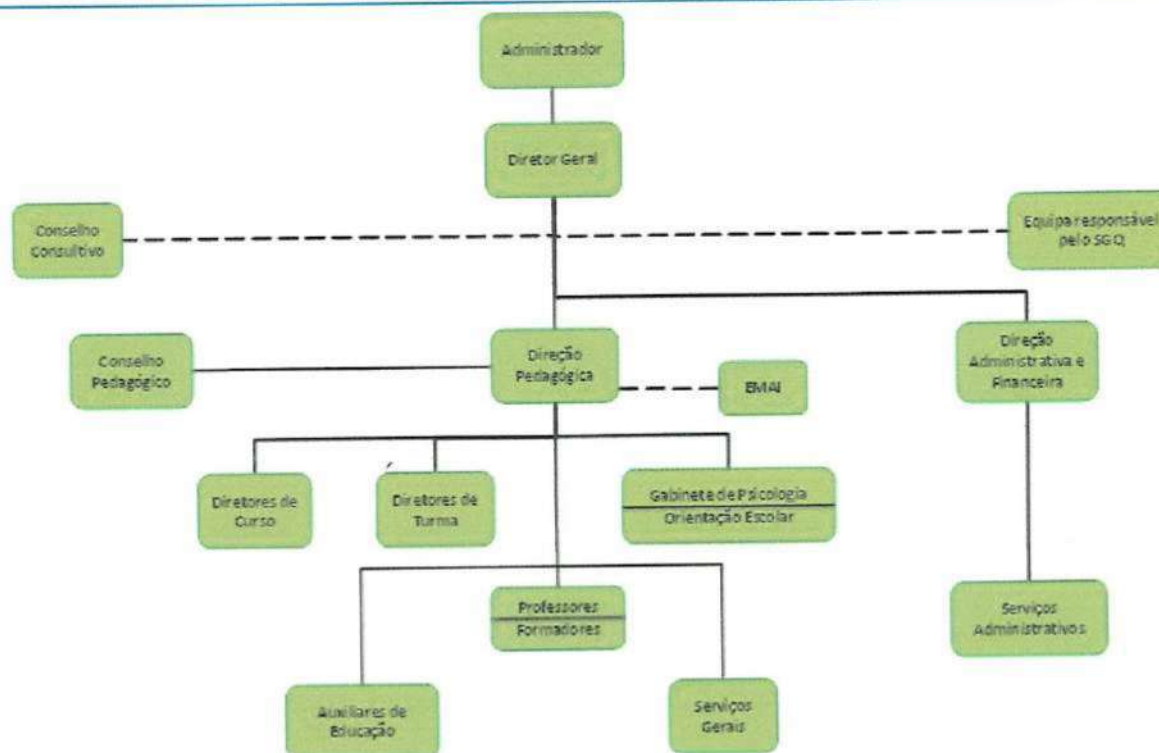 Administrador
Diretor Geral
Conselho
Consultivo
Equipa responsável
pelo SGQ
Conselho
Pedagógico
Direção
Pedagógica
EMAI
Direção
Administrativa e
Financeira
Diretores de
Curso
Diretores de
Turma
Gabinete de Psicologia
Orientação Escolar
Professores
Formadores
Serviços
Administrativos
Auxiliares de
Educação
Serviços
Gerais